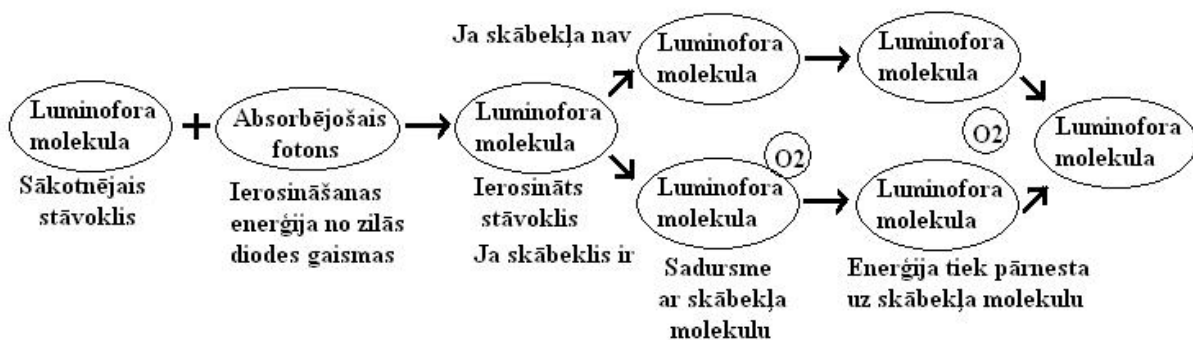 Luminofora
molekula
Sākotnējais
stāvoklis
+
Absorbējošais
fotons
Ierosināšanas
enerģija no zilās
diodes gaismas
Luminofora
molekula
Ierosināts
stāvoklis
Ja skābekļa nav
Luminofora
molekula
Luminofora
molekula
Ja skābeklis ir
Luminofora
molekula
O2
Sadursme
ar skābekļa
molekulu
Luminofora
molekula
O2
Enerģija tiek pārnesta
uz skābekļa molekulu
Luminofora
molekula